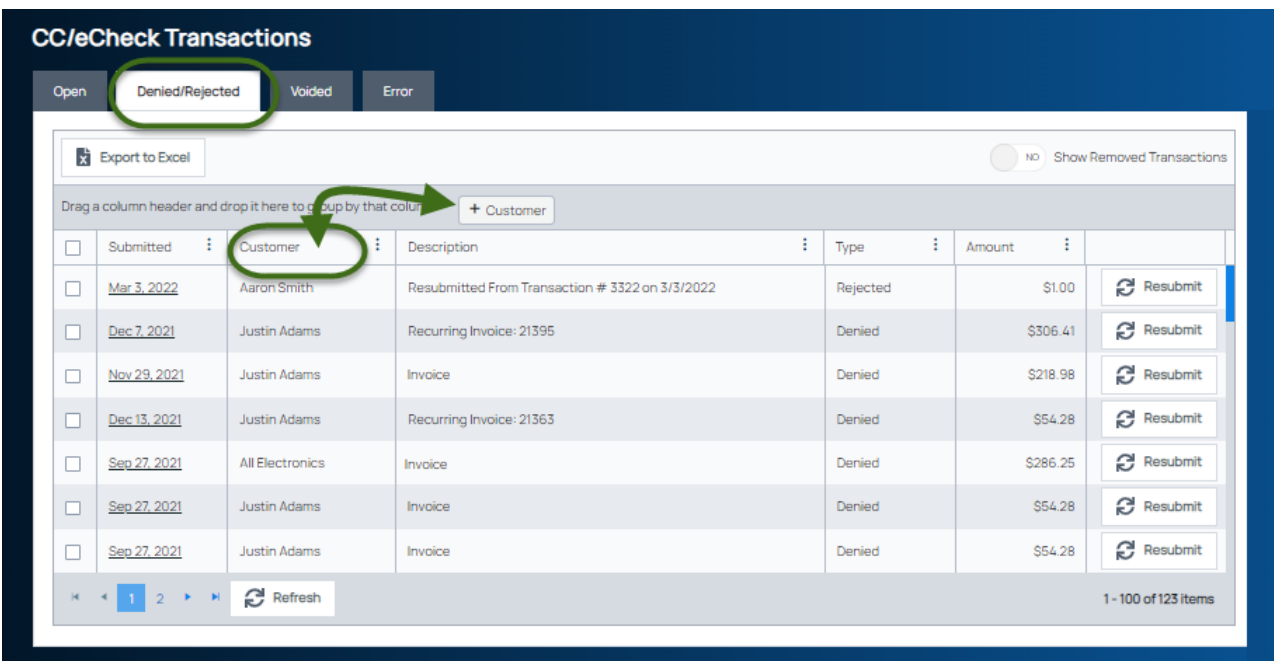 CC/eCheck Transactions
Open Denied/Rejected Voided Error
Export to Excel NO Show Removed Transactions
Drag a column header and drop it here to group by that colu + Customer
Submitted Customer Description Type Amount
Mar 3, 2022 Aaron Smith Resubmitted From Transaction # 3322 on 3/3/2022 Rejected $1.00 Resubmit
Dec 7, 2021 Justin Adams Recurring Invoice: 21395 Denied $306.41 Resubmit
Nov 29, 2021 Justin Adams Invoice Denied $218.98 Resubmit
Dec 13, 2021 Justin Adams Recurring Invoice: 21363 Denied $54.28 Resubmit
Sep 27, 2021 All Electronics Invoice Denied $286.25 Resubmit
Sep 27, 2021 Justin Adams Invoice Denied $54.28 Resubmit
Sep 27, 2021 Justin Adams Invoice Denied $54.28 Resubmit
1 2 Refresh 1 - 100 of 123 items